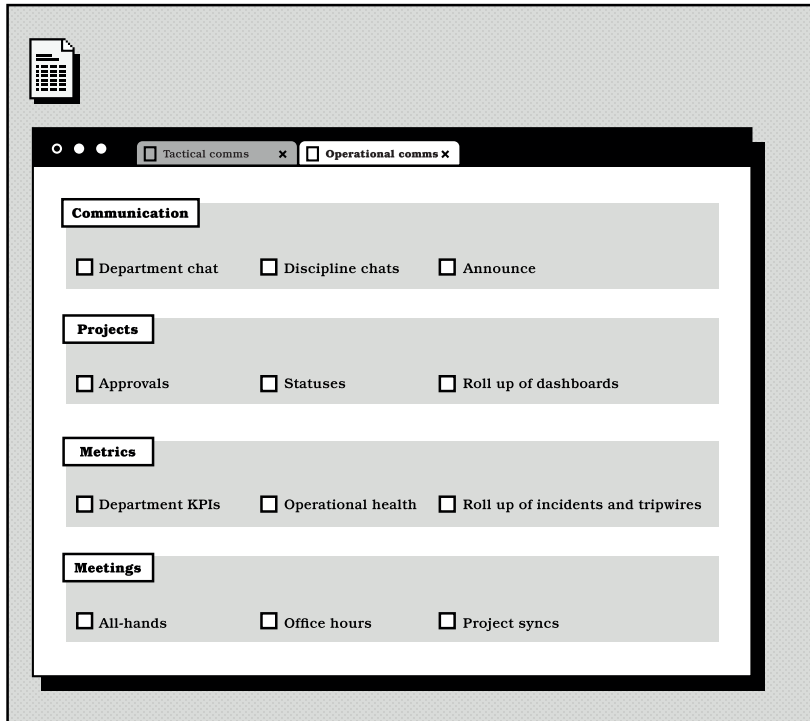 Tactical comms
Operational comms
Communication
Department chat
Discipline chats
Announce
Projects
Approvals
Statuses
Roll up of dashboards
Metrics
Department KPIs
Operational health
Roll up of incidents and tripwires
Meetings
All-hands
Office hours
Project syncs